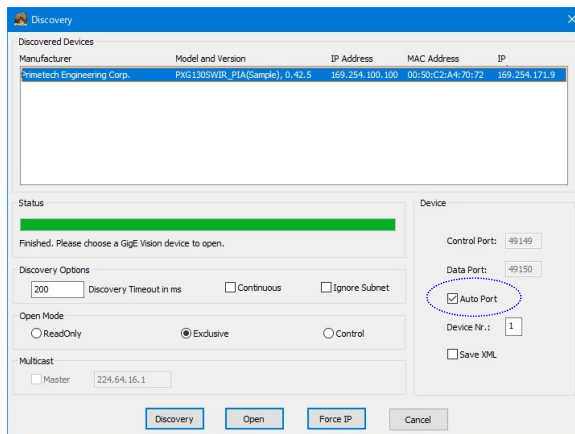 Discovery
Discovered Devices
Manufacturer Model and Version IP Address MAC Address IP
Primetech Engineering Corp. PXG130SWIR_PIA(Sample), 0.42.5 169.254.100.100 00:50:C2:A4:70:72 169.254.171.9
Status
Finished. Please choose a GigE Vision device to open.
Discovery Options
200 Discovery Timeout in ms Continuous Ignore Subnet
Open Mode
ReadOnly Exclusive Control
Multicast
Master 224.64.16.1
Device
Control Port: 49149
Data Port: 49150
Auto Port
Device Nr.: 1
Save XML
Discovery Open Force IP Cancel